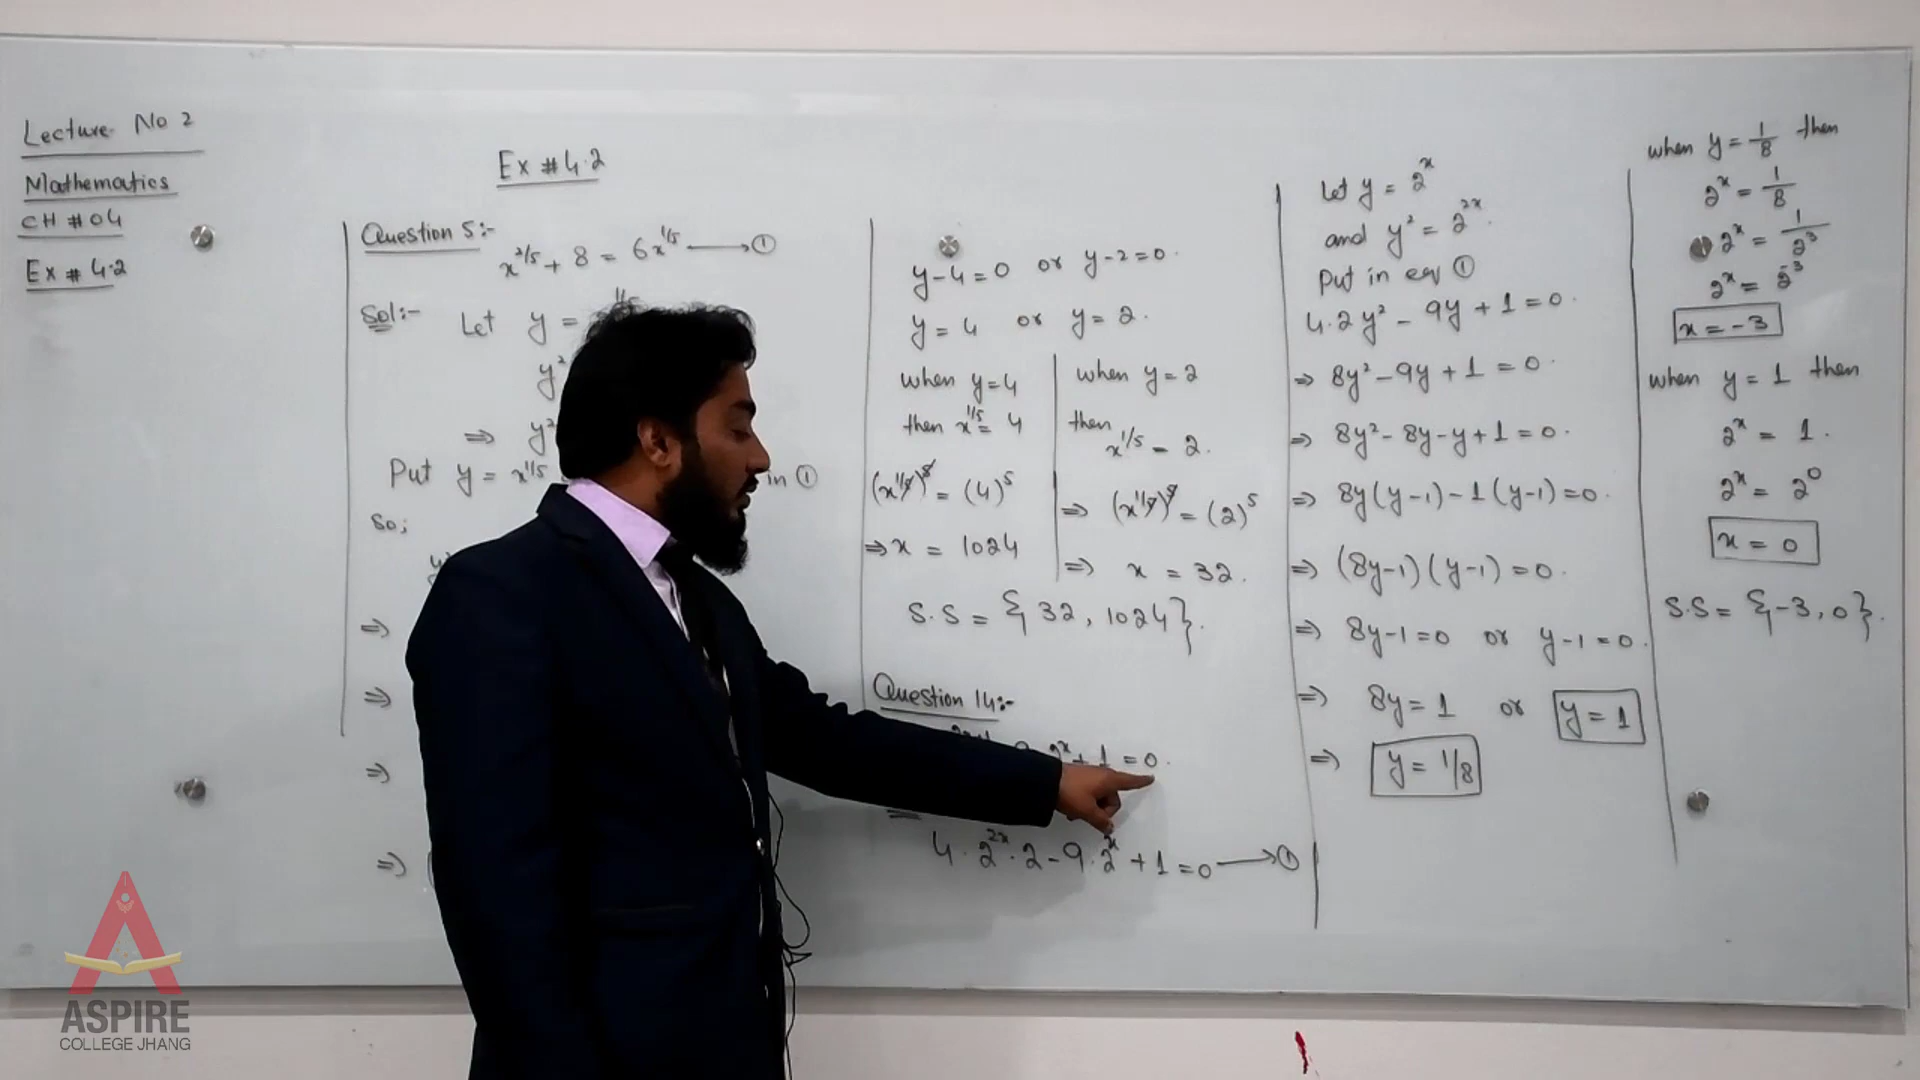 Lecture No 2
Mathematics
CH # 04
Ex # 4.2
Ex # 4.2
Question 5:-
x^{2/5} + 8 = 6x^{1/5} → ①
Sol:- Let y =
y²
⇒ y²
Put y = x^{1/5} in ①
So;
y²
⇒
⇒
⇒
⇒ (
y-4=0 or y-2=0.
y=4 or y=2.
when y=4
then x^{1/5} = 4
(x^{1/5})^5 = (4)^5
⇒ x = 1024
when y=2
then
x^{1/5} = 2.
⇒ (x^{1/5})^5 = (2)^5
⇒ x = 32.
S.S = {32, 1024}.
Question 14:-
2^x + 1 = 0.
4·2^{2x}·2 - 9·2^x + 1 = 0 → ①
Let y = 2^x
and y² = 2^{2x}.
Put in eq ①
4·2y² - 9y + 1 = 0.
⇒ 8y² - 9y + 1 = 0.
⇒ 8y² - 8y - y + 1 = 0.
⇒ 8y(y-1) - 1(y-1) = 0.
⇒ (8y-1)(y-1) = 0.
⇒ 8y-1=0 or y-1=0.
⇒ 8y = 1 or y = 1
⇒ y = 1/8
when y = 1/8 then
2^x = 1/8
2^x = 1/2^3
2^x = 2^{-3}
x = -3
when y = 1 then
2^x = 1.
2^x = 2^0
x = 0
S.S = {-3, 0}.
ASPIRE
COLLEGE JHANG